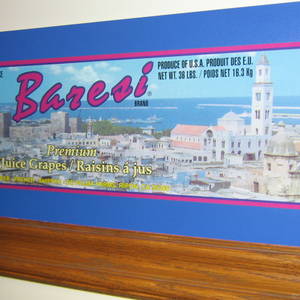 CE
PRODUCE OF U.S.A. PRODUIT DES E.U.
NET WT. 36 LBS. / POIDS NET 16.3 Kg
Baresi
BRAND
Premium
Juice Grapes / Raisins à jus